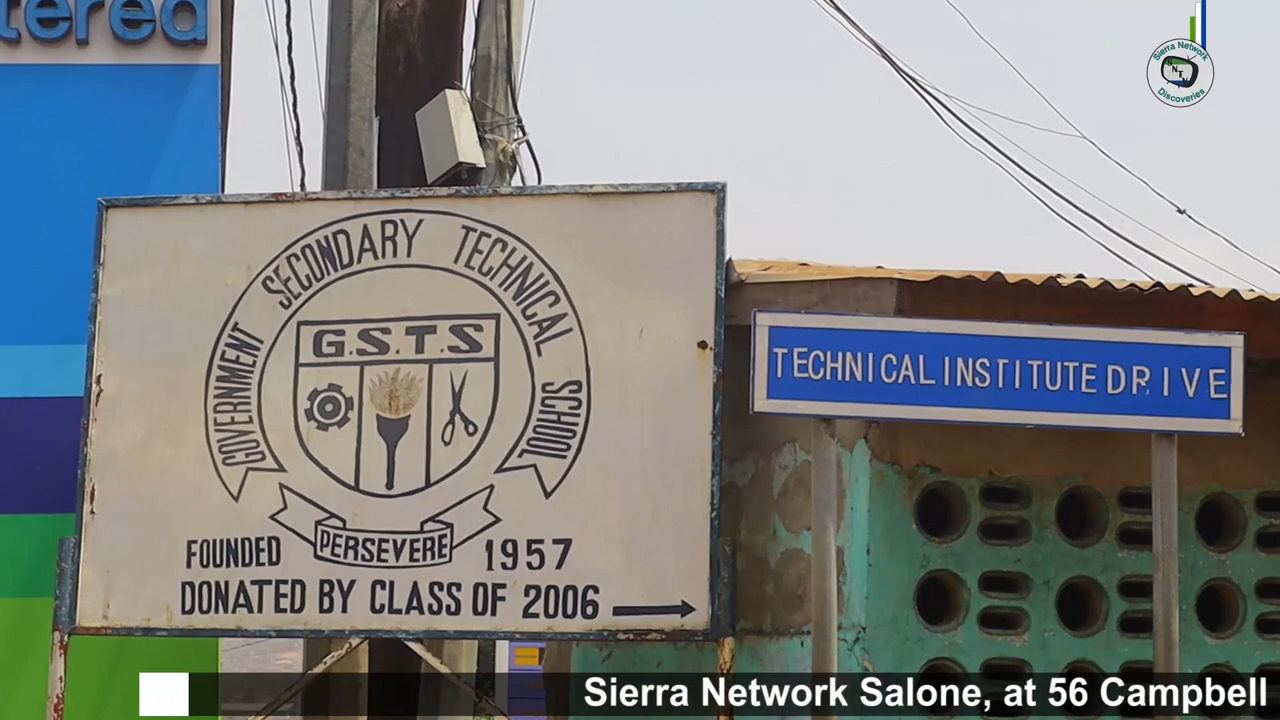 tered
Sierra Network
SNTV
Discoveries
GOVERNMENT SECONDARY TECHNICAL SCHOOL
G.S.T.S
PERSEVERE
FOUNDED 1957
DONATED BY CLASS OF 2006
TECHNICAL INSTITUTE DRIVE
Sierra Network Salone, at 56 Campbell